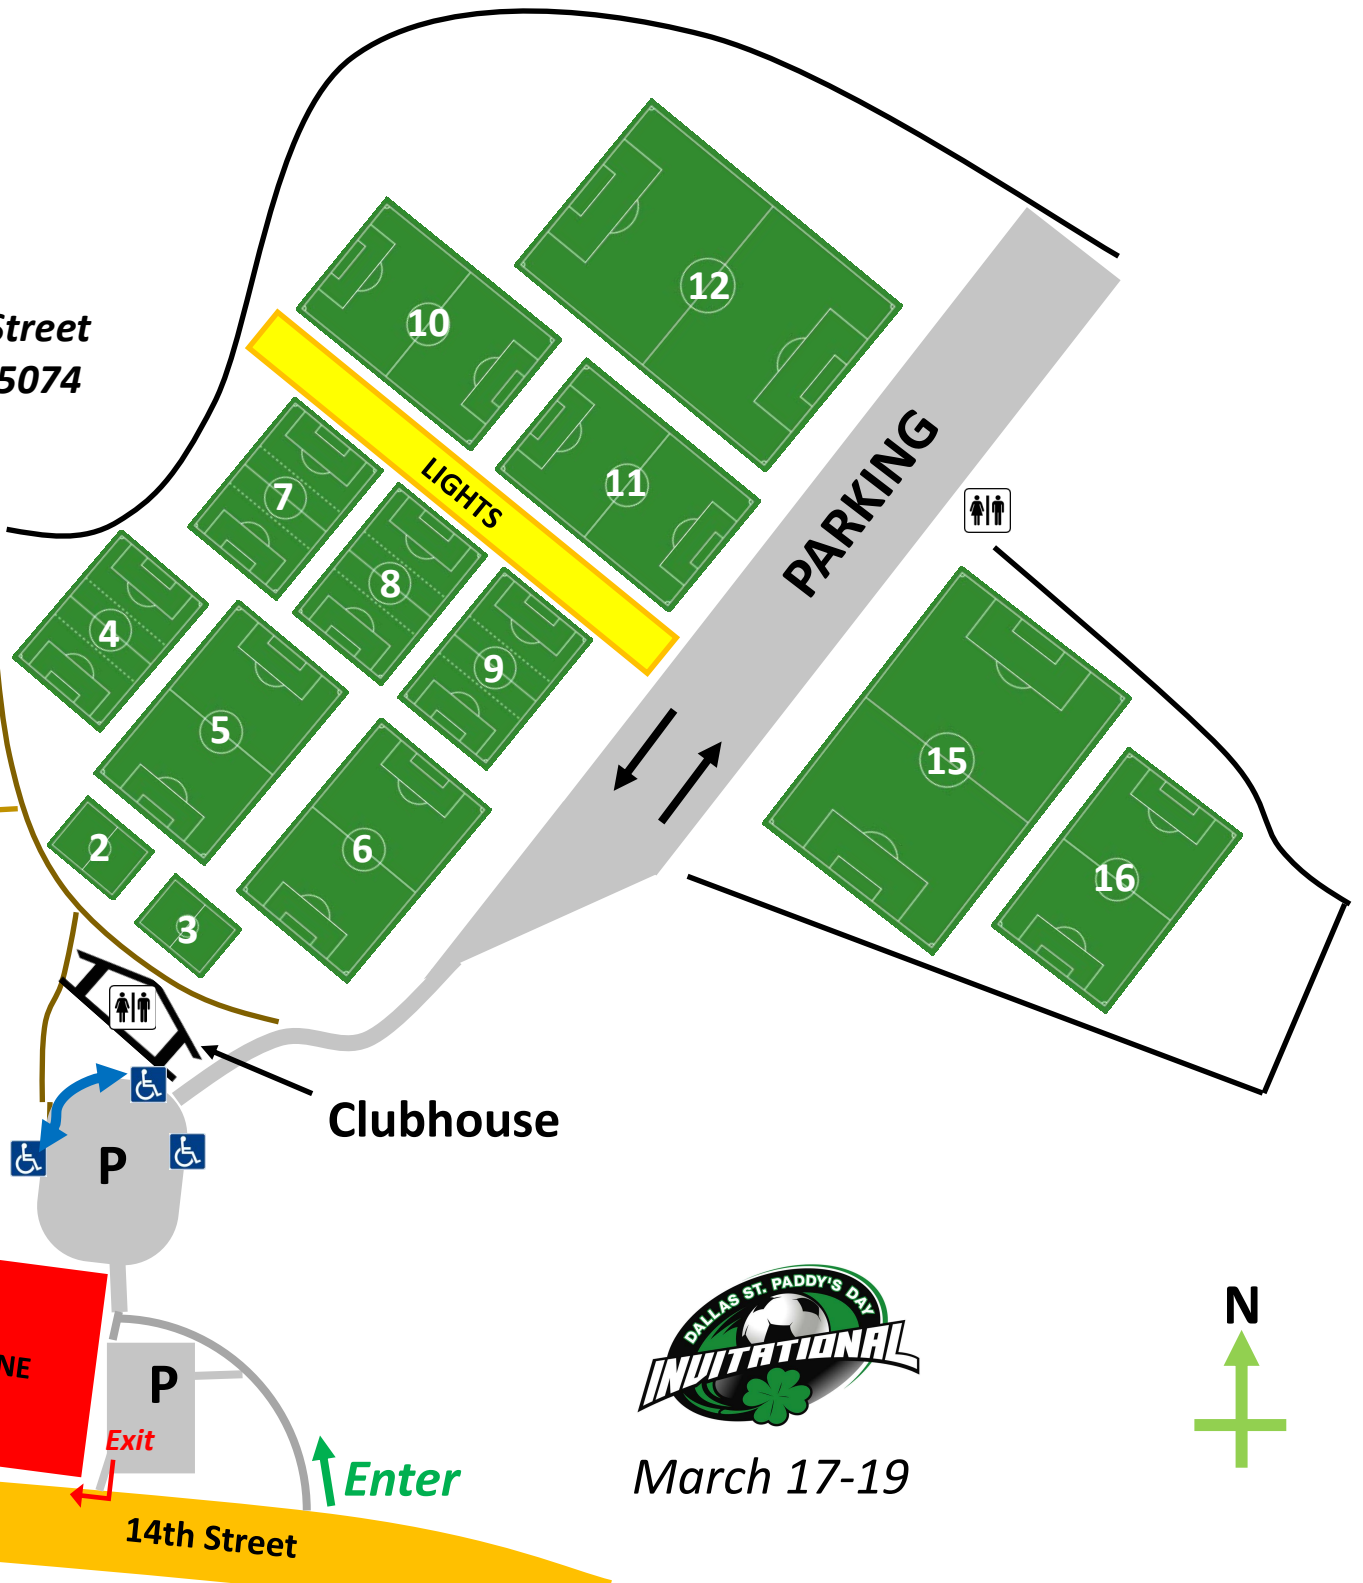 Street
5074
12
10
11
LIGHTS
7
8
9
4
5
6
2
3
PARKING
15
16
Clubhouse
P
P
NE
Exit
Enter
14th Street
DALLAS ST. PADDY'S DAY
INVITATIONAL
March 17-19
N